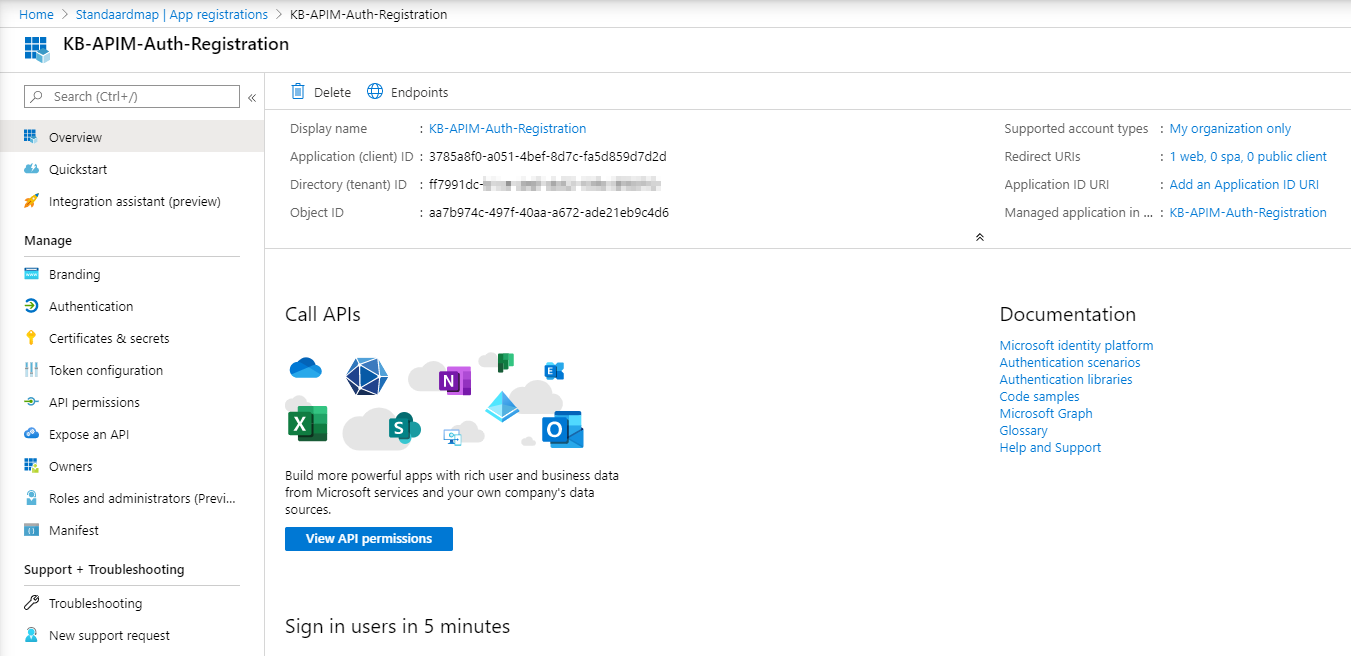 Home > Standaardmap | App registrations > KB-APIM-Auth-Registration
KB-APIM-Auth-Registration
Search (Ctrl+/)
«
Overview
Quickstart
Integration assistant (preview)
Manage
Branding
Authentication
Certificates & secrets
Token configuration
API permissions
Expose an API
Owners
Roles and administrators (Previ...
Manifest
Support + Troubleshooting
Troubleshooting
New support request
Delete Endpoints
Display name : KB-APIM-Auth-Registration
Application (client) ID : 3785a8f0-a051-4bef-8d7c-fa5d859d7d2d
Directory (tenant) ID : ff7991dc-
Object ID : aa7b974c-497f-40aa-a672-ade21eb9c4d6
Supported account types : My organization only
Redirect URIs : 1 web, 0 spa, 0 public client
Application ID URI : Add an Application ID URI
Managed application in ... : KB-APIM-Auth-Registration
Call APIs
N
E
X
S
O
Build more powerful apps with rich user and business data
from Microsoft services and your own company's data
sources.
View API permissions
Documentation
Microsoft identity platform
Authentication scenarios
Authentication libraries
Code samples
Microsoft Graph
Glossary
Help and Support
Sign in users in 5 minutes